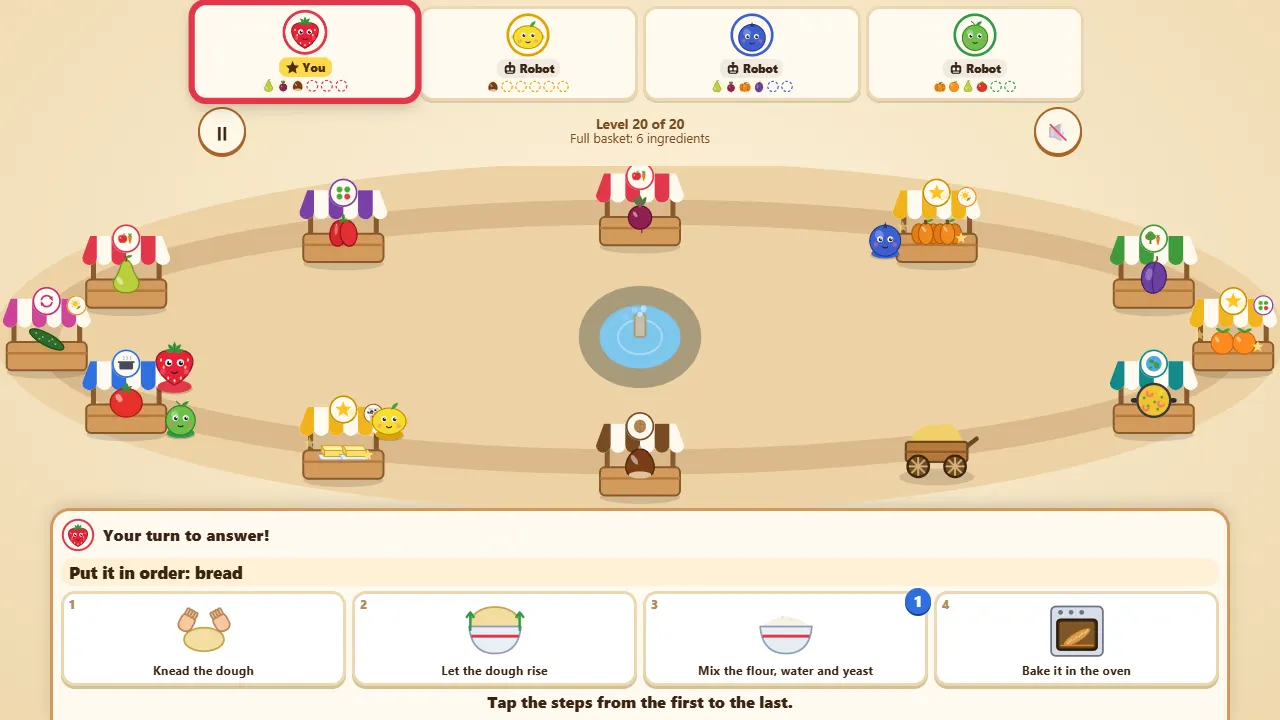 You
Robot
Robot
Robot
Level 20 of 20
Full basket: 6 ingredients
Your turn to answer!
Put it in order: bread
1
2
3
1
4
Knead the dough
Let the dough rise
Mix the flour, water and yeast
Bake it in the oven
Tap the steps from the first to the last.